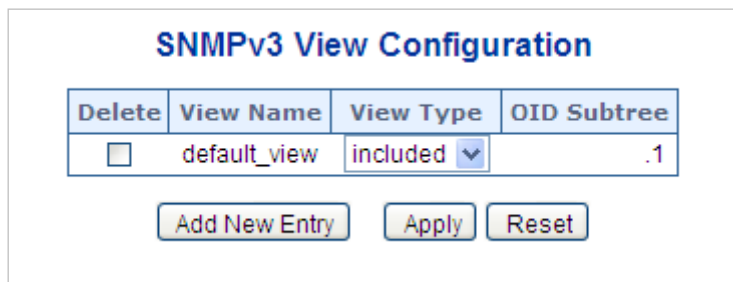 SNMPv3 View Configuration
Delete View Name View Type OID Subtree
default_view included .1
Add New Entry Apply Reset